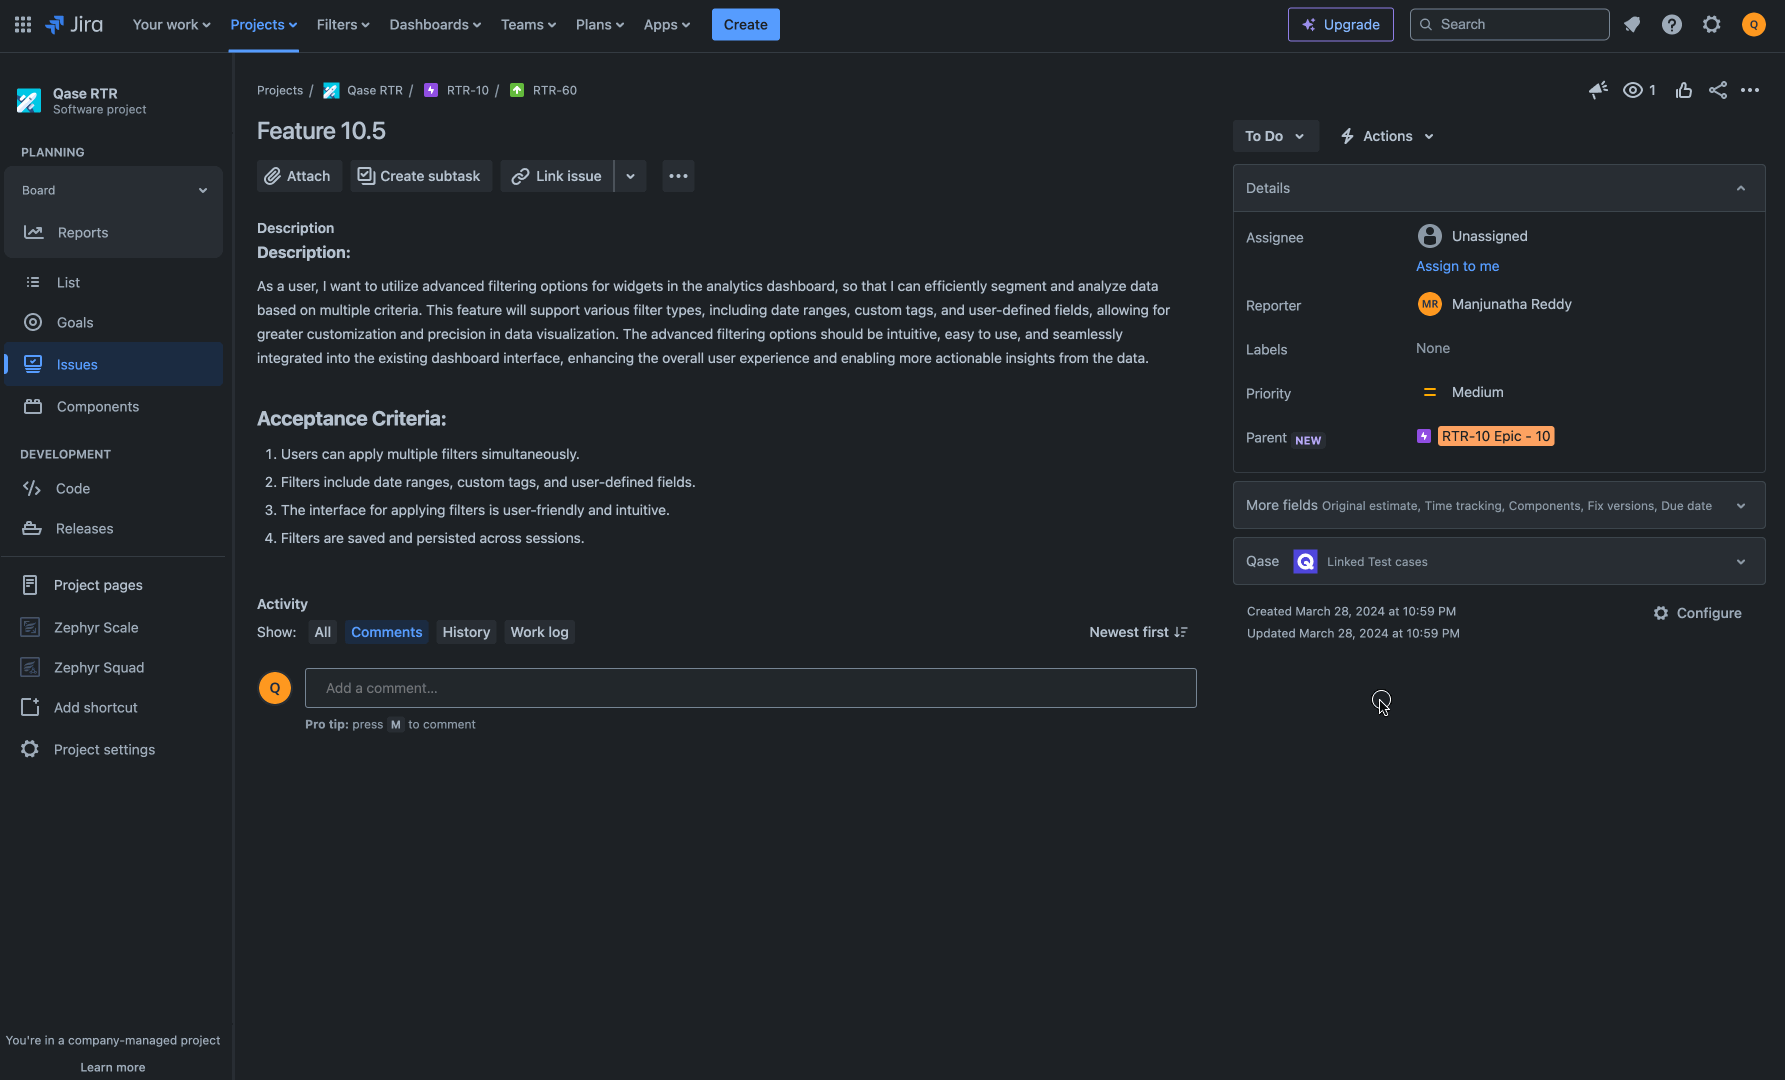 Jira
Your work
Projects
Filters
Dashboards
Teams
Plans
Apps
Create
Upgrade
Search
Q
Qase RTR
Software project
PLANNING
Board
Reports
List
Goals
Issues
Components
DEVELOPMENT
Code
Releases
Project pages
Zephyr Scale
Zephyr Squad
Add shortcut
Project settings
You're in a company-managed project
Learn more
Projects / Qase RTR / RTR-10 / RTR-60
1
Feature 10.5
Attach
Create subtask
Link issue
Description
Description:
As a user, I want to utilize advanced filtering options for widgets in the analytics dashboard, so that I can efficiently segment and analyze data
based on multiple criteria. This feature will support various filter types, including date ranges, custom tags, and user-defined fields, allowing for
greater customization and precision in data visualization. The advanced filtering options should be intuitive, easy to use, and seamlessly
integrated into the existing dashboard interface, enhancing the overall user experience and enabling more actionable insights from the data.
Acceptance Criteria:
1. Users can apply multiple filters simultaneously.
2. Filters include date ranges, custom tags, and user-defined fields.
3. The interface for applying filters is user-friendly and intuitive.
4. Filters are saved and persisted across sessions.
Activity
Show: All Comments History Work log
Newest first
Q
Add a comment...
Pro tip: press M to comment
To Do
Actions
Details
Assignee
Unassigned
Assign to me
Reporter
MR Manjunatha Reddy
Labels
None
Priority
Medium
Parent NEW
RTR-10 Epic - 10
More fields Original estimate, Time tracking, Components, Fix versions, Due date
Qase Q Linked Test cases
Created March 28, 2024 at 10:59 PM
Updated March 28, 2024 at 10:59 PM
Configure